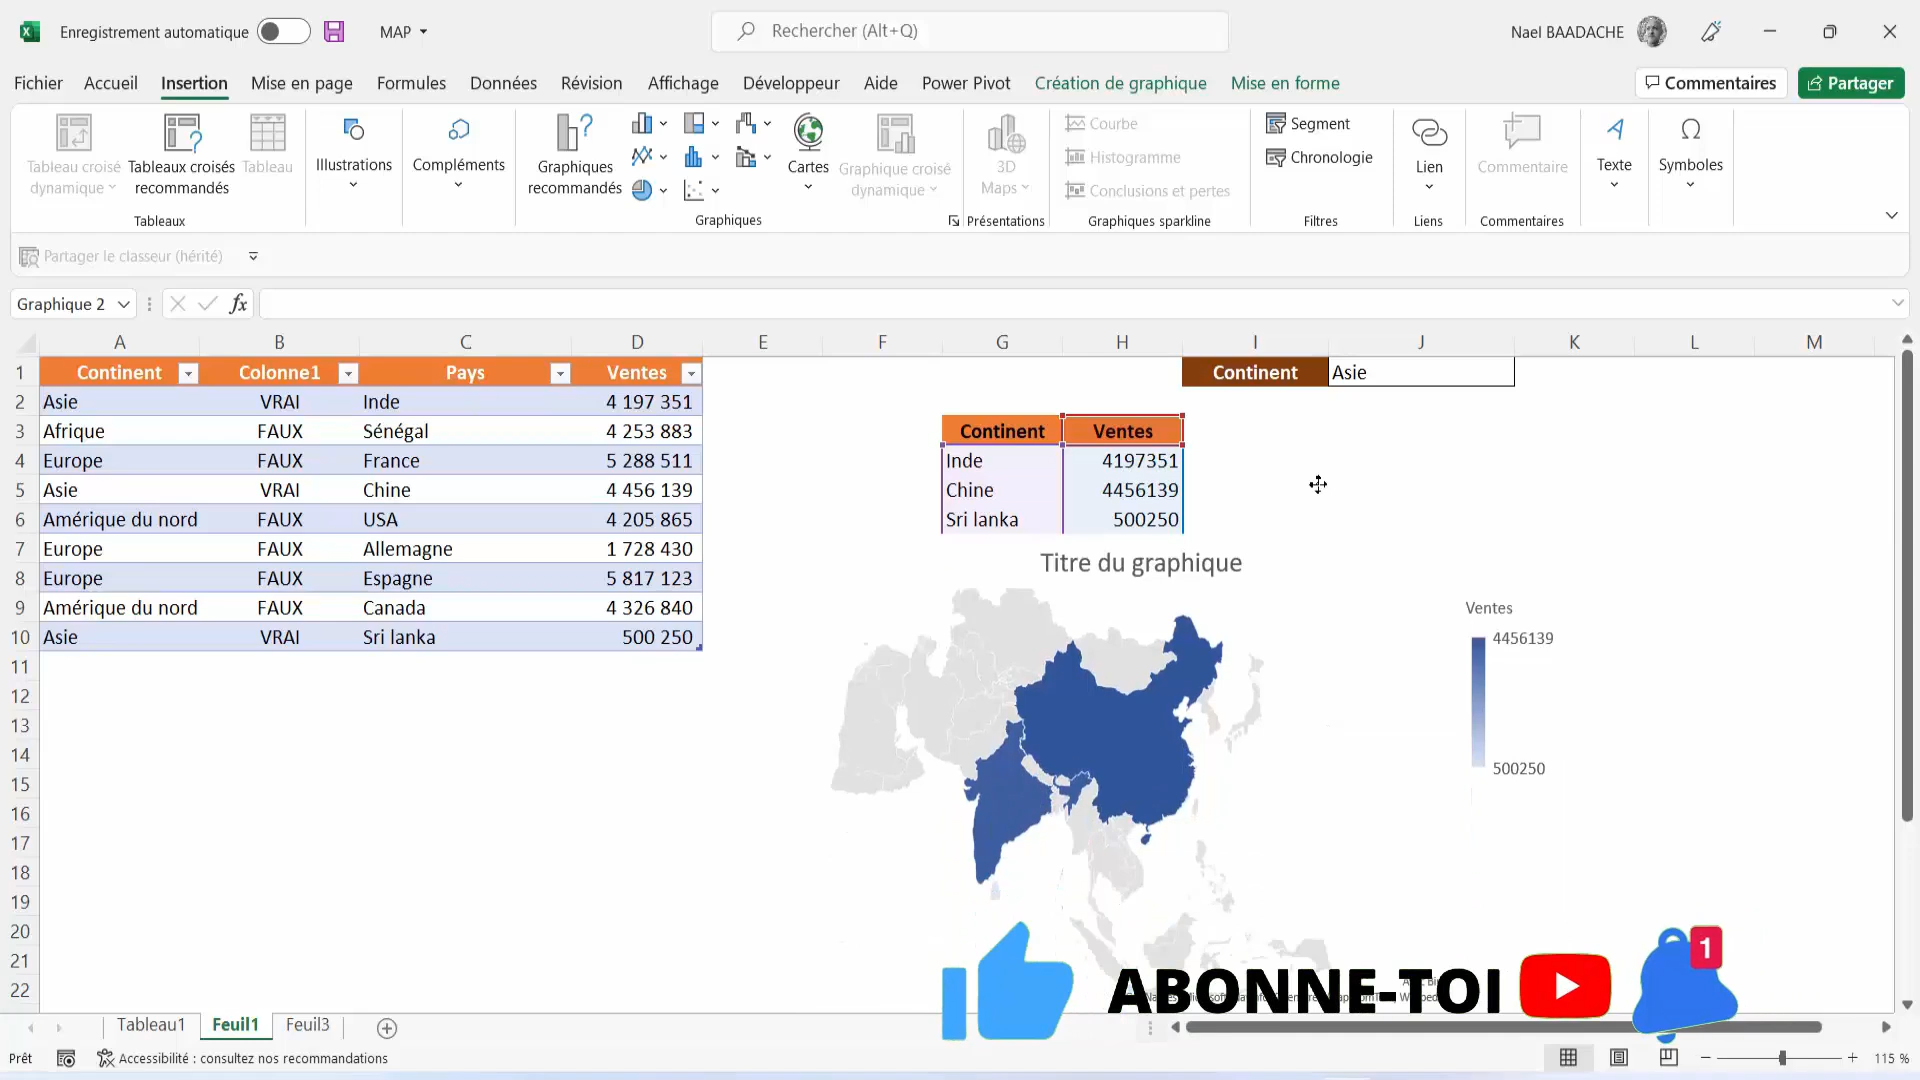 Enregistrement automatique
MAP
Rechercher (Alt+Q)
Nael BAADACHE
Fichier Accueil Insertion Mise en page Formules Données Révision Affichage Développeur Aide Power Pivot Création de graphique Mise en forme
Commentaires
Partager
Tableau croisé dynamique
Tableaux croisés recommandés
Tableau
Illustrations
Compléments
Graphiques recommandés
Cartes
Graphique croisé dynamique
3D Maps
Courbe
Histogramme
Conclusions et pertes
Segment
Chronologie
Lien
Commentaire
Texte
Symboles
Tableaux Graphiques Présentations Graphiques sparkline Filtres Liens Commentaires
Partager le classeur (hérité)
Graphique 2
fx
A B C D E F G H I J K L M
1 Continent Colonne1 Pays Ventes Continent Asie
2 Asie VRAI Inde 4 197 351
3 Afrique FAUX Sénégal 4 253 883 Continent Ventes
4 Europe FAUX France 5 288 511 Inde 4197351
5 Asie VRAI Chine 4 456 139 Chine 4456139
6 Amérique du nord FAUX USA 4 205 865 Sri lanka 500250
7 Europe FAUX Allemagne 1 728 430
8 Europe FAUX Espagne 5 817 123
9 Amérique du nord FAUX Canada 4 326 840
10 Asie VRAI Sri lanka 500 250
11
12
13
14
15
16
17
18
19
20
21
22
Titre du graphique
Ventes
4456139
500250
ABONNE-TOI
1
Tableau1 Feuil1 Feuil3
Prêt
Accessibilité : consultez nos recommandations
115 %